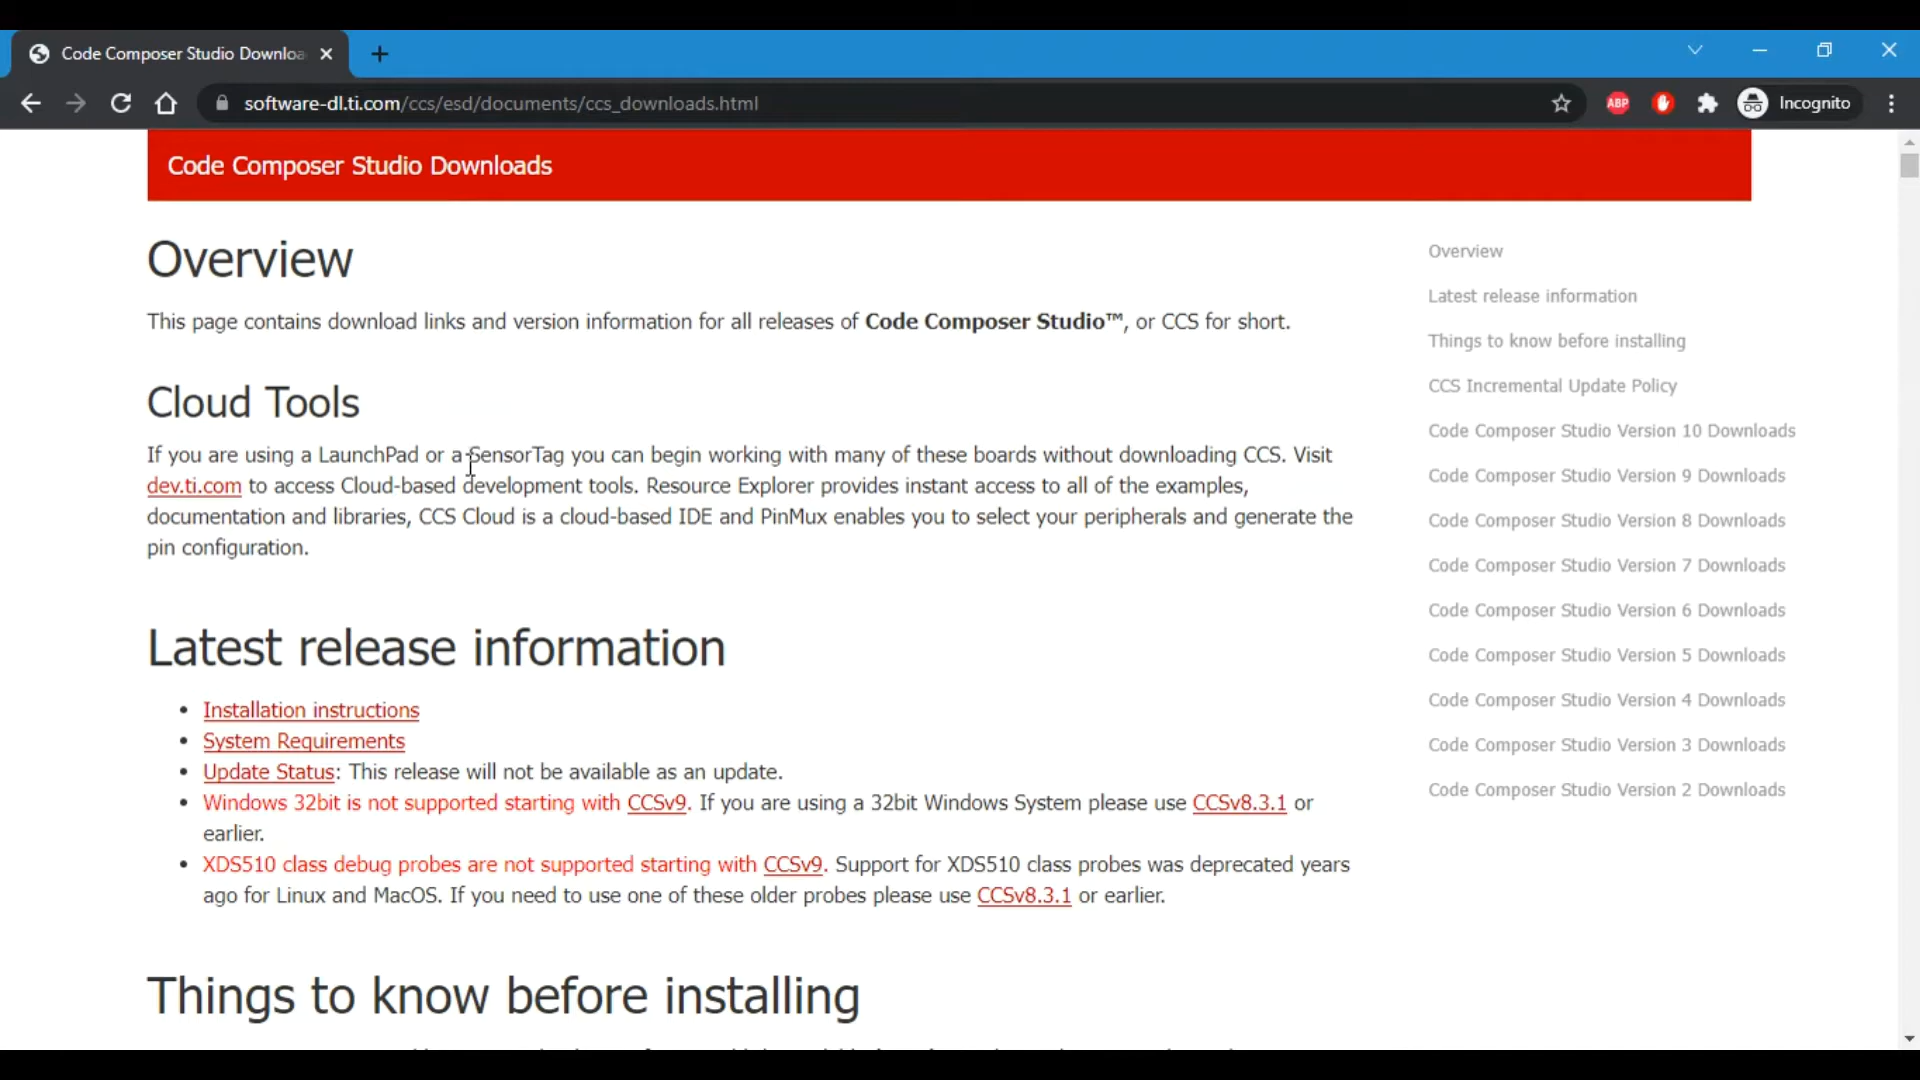 Code Composer Studio Downloa
software-dl.ti.com/ccs/esd/documents/ccs_downloads.html
ABP
Incognito
Code Composer Studio Downloads
Overview
This page contains download links and version information for all releases of Code Composer Studio™, or CCS for short.
Cloud Tools
If you are using a LaunchPad or a SensorTag you can begin working with many of these boards without downloading CCS. Visit
dev.ti.com to access Cloud-based development tools. Resource Explorer provides instant access to all of the examples,
documentation and libraries, CCS Cloud is a cloud-based IDE and PinMux enables you to select your peripherals and generate the
pin configuration.
Latest release information
• Installation instructions
• System Requirements
• Update Status: This release will not be available as an update.
• Windows 32bit is not supported starting with CCSv9. If you are using a 32bit Windows System please use CCSv8.3.1 or
earlier.
• XDS510 class debug probes are not supported starting with CCSv9. Support for XDS510 class probes was deprecated years
ago for Linux and MacOS. If you need to use one of these older probes please use CCSv8.3.1 or earlier.
Things to know before installing
Overview
Latest release information
Things to know before installing
CCS Incremental Update Policy
Code Composer Studio Version 10 Downloads
Code Composer Studio Version 9 Downloads
Code Composer Studio Version 8 Downloads
Code Composer Studio Version 7 Downloads
Code Composer Studio Version 6 Downloads
Code Composer Studio Version 5 Downloads
Code Composer Studio Version 4 Downloads
Code Composer Studio Version 3 Downloads
Code Composer Studio Version 2 Downloads